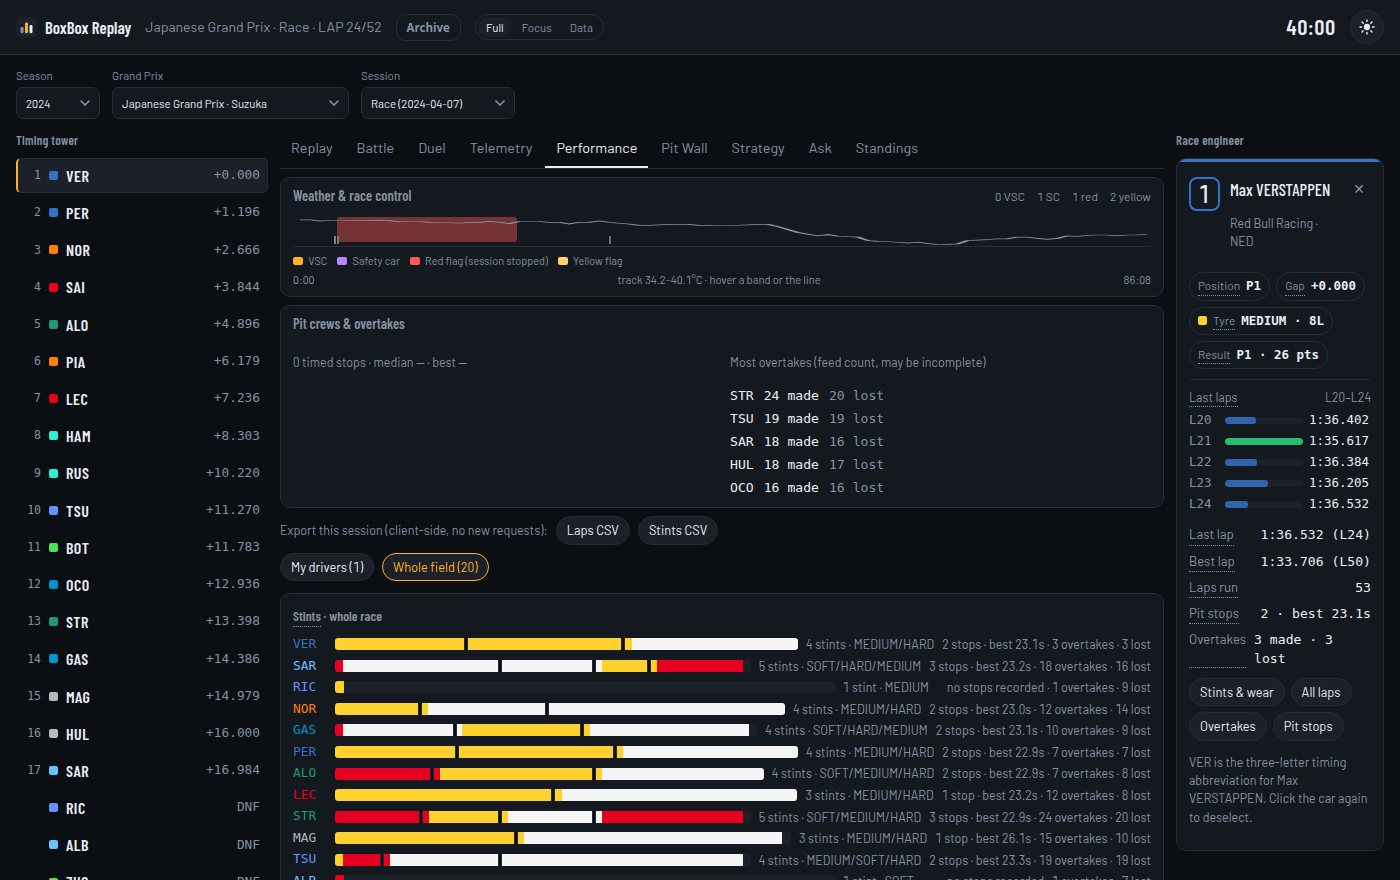 BoxBox Replay
Japanese Grand Prix · Race · LAP 24/52
Archive
Full Focus Data
40:00
Season
2024
Grand Prix
Japanese Grand Prix · Suzuka
Session
Race (2024-04-07)
Timing tower
1 VER +0.000
2 PER +1.196
3 NOR +2.666
4 SAI +3.844
5 ALO +4.896
6 PIA +6.179
7 LEC +7.236
8 HAM +8.303
9 RUS +10.220
10 TSU +11.270
11 BOT +11.783
12 OCO +12.936
13 STR +13.398
14 GAS +14.386
15 MAG +14.979
16 HUL +16.000
17 SAR +16.984
RIC DNF
ALB DNF
Replay Battle Duel Telemetry Performance Pit Wall Strategy Ask Standings
Weather & race control
0 VSC 1 SC 1 red 2 yellow
VSC Safety car Red flag (session stopped) Yellow flag
0:00 track 34.2–40.1°C · hover a band or the line 86:08
Pit crews & overtakes
0 timed stops · median — · best —
Most overtakes (feed count, may be incomplete)
STR 24 made 20 lost
TSU 19 made 19 lost
SAR 18 made 16 lost
HUL 18 made 17 lost
OCO 16 made 16 lost
Export this session (client-side, no new requests): Laps CSV Stints CSV
My drivers (1) Whole field (20)
Stints · whole race
VER 4 stints · MEDIUM/HARD 2 stops · best 23.1s · 3 overtakes · 3 lost
SAR 5 stints · SOFT/HARD/MEDIUM 3 stops · best 23.2s · 18 overtakes · 16 lost
RIC 1 stint · MEDIUM no stops recorded · 1 overtakes · 9 lost
NOR 4 stints · MEDIUM/HARD 2 stops · best 23.0s · 12 overtakes · 14 lost
GAS 4 stints · SOFT/HARD/MEDIUM 2 stops · best 23.1s · 10 overtakes · 9 lost
PER 4 stints · MEDIUM/HARD 2 stops · best 22.9s · 7 overtakes · 7 lost
ALO 4 stints · SOFT/MEDIUM/HARD 2 stops · best 22.9s · 7 overtakes · 8 lost
LEC 3 stints · MEDIUM/HARD 1 stop · best 23.2s · 12 overtakes · 8 lost
STR 5 stints · SOFT/MEDIUM/HARD 3 stops · best 22.9s · 24 overtakes · 20 lost
MAG 3 stints · MEDIUM/HARD 1 stop · best 26.1s · 15 overtakes · 10 lost
TSU 4 stints · MEDIUM/SOFT/HARD 2 stops · best 23.3s · 19 overtakes · 19 lost
Race engineer
1 Max VERSTAPPEN ×
Red Bull Racing ·
NED
Position P1 Gap +0.000
Tyre MEDIUM · 8L
Result P1 · 26 pts
Last laps L20–L24
L20 1:36.402
L21 1:35.617
L22 1:36.384
L23 1:36.205
L24 1:36.532
Last lap 1:36.532 (L24)
Best lap 1:33.706 (L50)
Laps run 53
Pit stops 2 · best 23.1s
Overtakes 3 made · 3
lost
Stints & wear All laps
Overtakes Pit stops
VER is the three-letter timing
abbreviation for Max
VERSTAPPEN. Click the car again
to deselect.